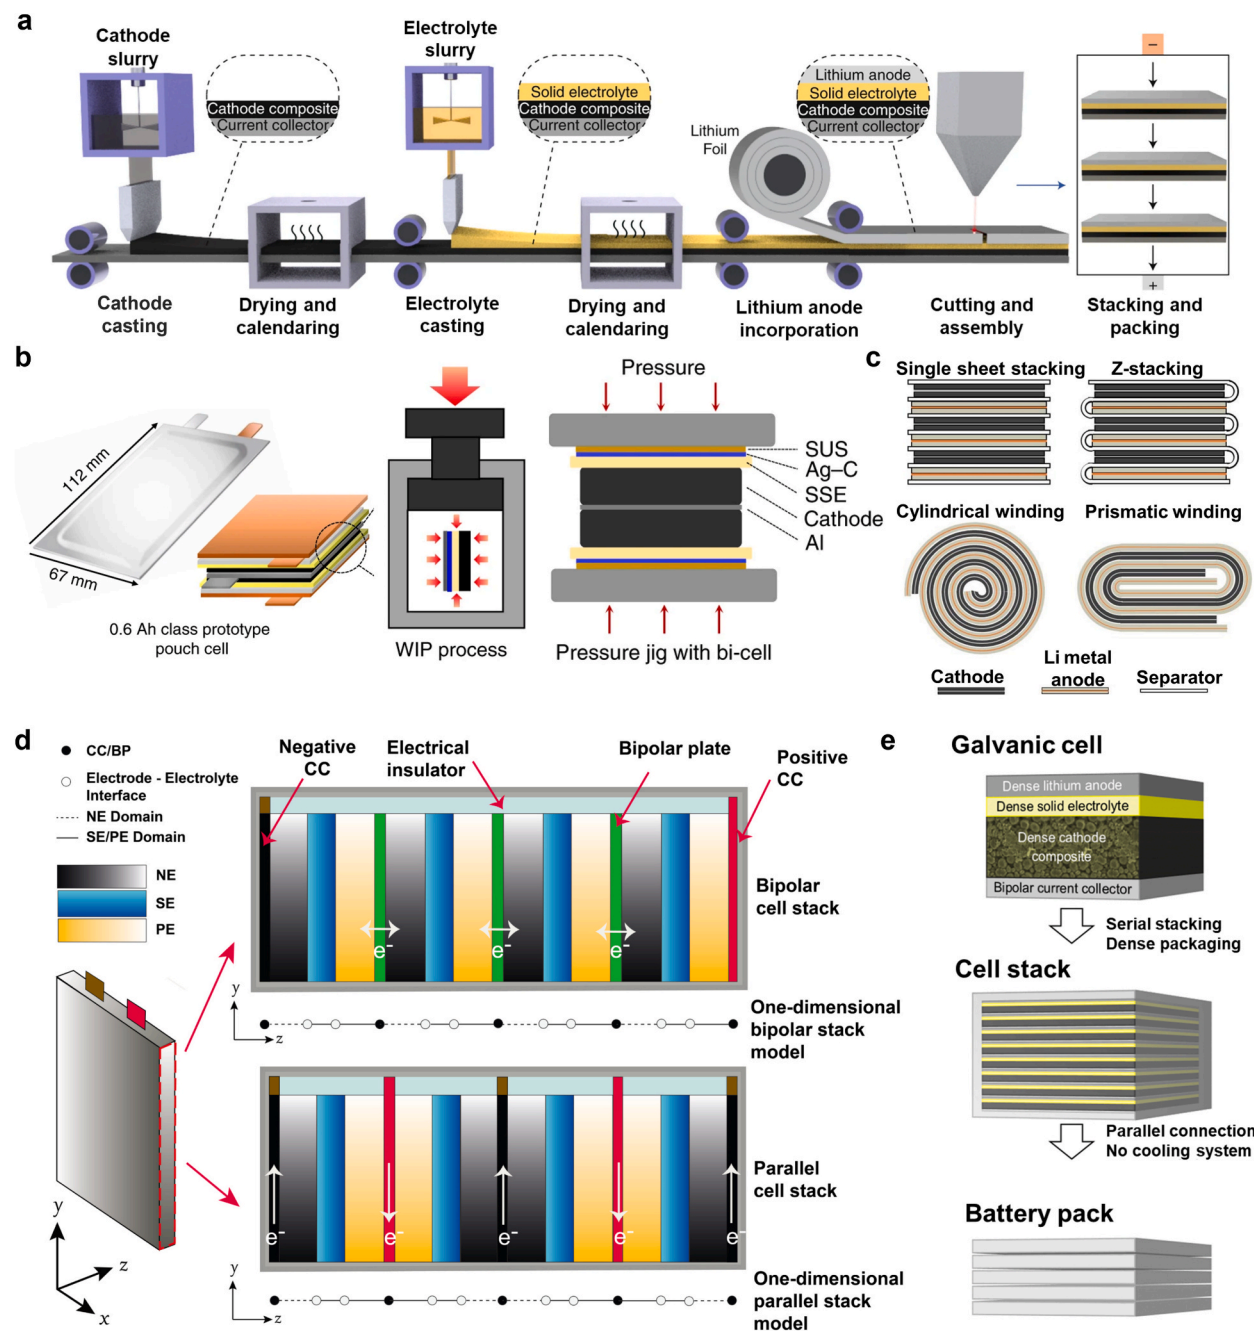 a
Cathode
slurry
Cathode composite
Current collector
Electrolyte
slurry
Solid electrolyte
Cathode composite
Current collector
Lithium
Foil
Lithium anode
Solid electrolyte
Cathode composite
Current collector
−
+
Cathode
casting
Drying and
calendaring
Electrolyte
casting
Drying and
calendaring
Lithium anode
incorporation
Cutting and
assembly
Stacking and
packing
b
112 mm
67 mm
0.6 Ah class prototype
pouch cell
WIP process
Pressure
SUS
Ag–C
SSE
Cathode
Al
Pressure jig with bi-cell
c
Single sheet stacking
Z-stacking
Cylindrical winding
Prismatic winding
Cathode
Li metal
anode
Separator
d
CC/BP
Electrode - Electrolyte
Interface
NE Domain
SE/PE Domain
NE
SE
PE
y
z
x
Negative
CC
Electrical
insulator
Bipolar plate
Positive
CC
e-
e-
e-
Bipolar
cell stack
y
z
One-dimensional
bipolar stack
model
e-
e-
e-
e-
e-
Parallel
cell stack
y
z
One-dimensional
parallel stack
model
e
Galvanic cell
Dense lithium anode
Dense solid electrolyte
Dense cathode
composite
Bipolar current collector
Serial stacking
Dense packaging
Cell stack
Parallel connection
No cooling system
Battery pack